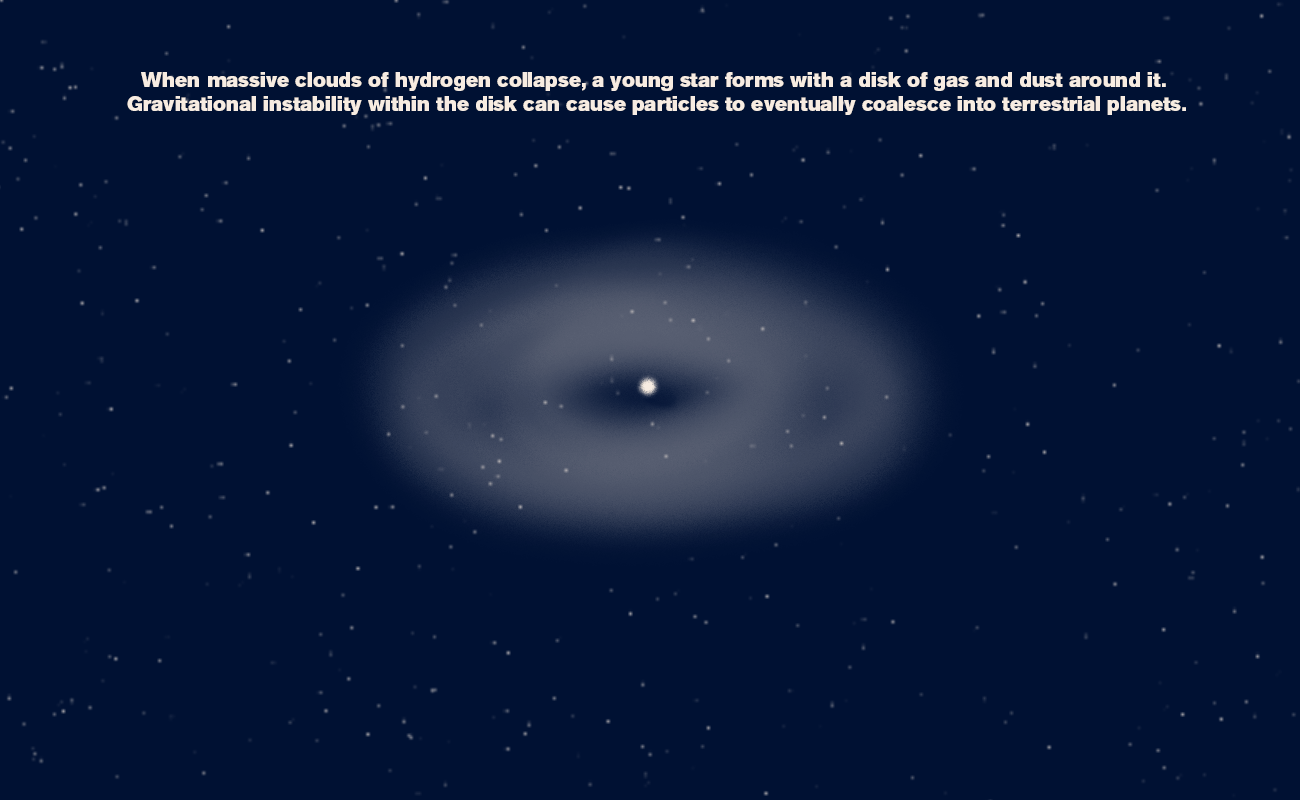 When massive clouds of hydrogen collapse, a young star forms with a disk of gas and dust around it.
Gravitational instability within the disk can cause particles to eventually coalesce into terrestrial planets.